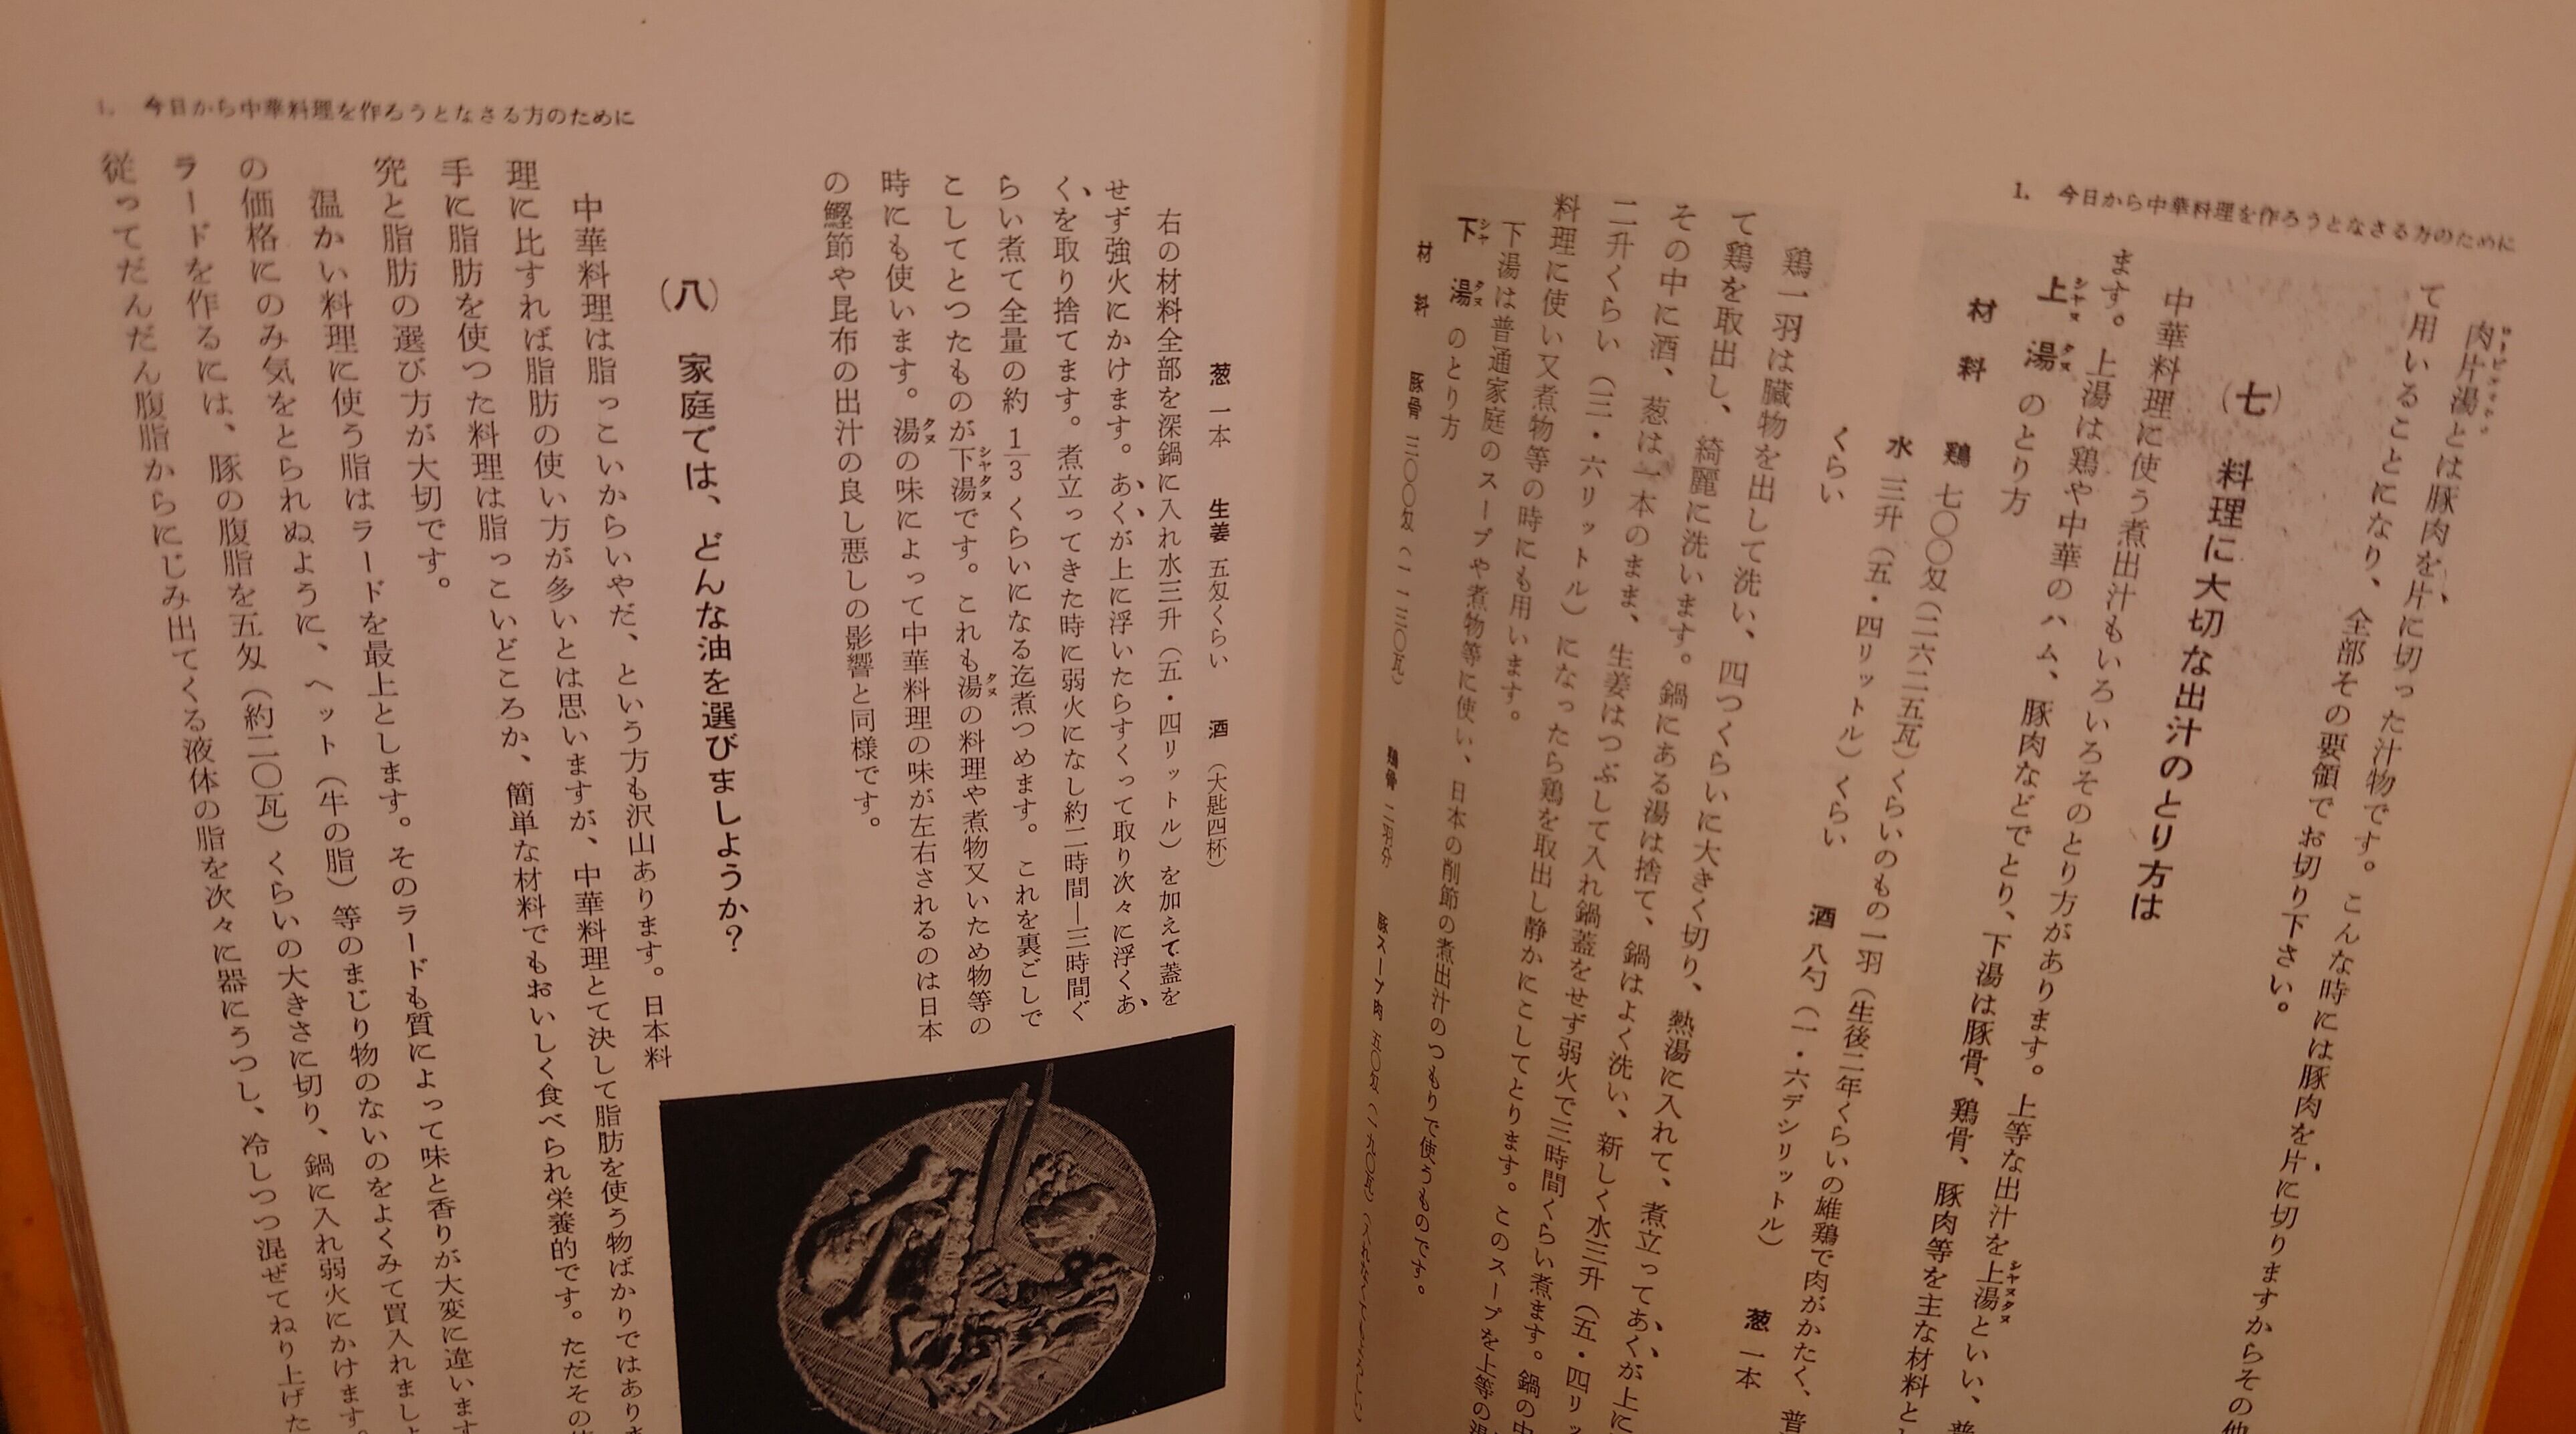 1. 今日から中華料理を作ろうとなさる方のために
肉片湯とは豚肉を片に切った汁物です。こんな時には豚肉を片に切りますからその他
て用いることになり、全部その要領でお切り下さい。
（七） 料理に大切な出汁のとり方は
中華料理に使う煮出汁もいろいろそのとり方があります。上等な出汁を上湯といい、普
ます。上湯は鶏や中華のハム、豚肉などでとり、下湯は豚骨、鶏骨、豚肉等を主な材料とし
上湯のとり方
材料 鶏 七〇〇匁（二六二五瓦）くらいのもの一羽（生後二年くらいの雄鶏で肉がかたく、普
水 三升（五・四リットル）くらい 酒 八勺（一・六デシリットル） 葱 一本
くらい
鶏一羽は臓物を出して洗い、四つくらいに大きく切り、熱湯に入れて、煮立ってあくが上に
て鶏を取出し、綺麗に洗います。鍋にある湯は捨て、鍋はよく洗い、新しく水三升（五・四リッ
その中に酒、葱は一本のまま、生姜はつぶして入れ鍋蓋をせず弱火で三時間くらい煮ます。鍋の中
二升くらい（三・六リットル）になったら鶏を取出し静かにこしてとります。このスープを上等の湯
料理に使い又煮物等の時にも用います。
下湯は普通家庭のスープや煮物等に使い、日本の削節の煮出汁のつもりで使うものです。
下湯のとり方
材料 豚骨 三〇〇匁（一一三〇瓦） 鶏骨 二羽分 豚スープ肉 五〇匁
1. 今日から中華料理を作ろうとなさる方のために
葱 一本 生姜 五匁くらい 酒（大匙四杯）
右の材料全部を深鍋に入れ水三升（五・四リットル）を加えて蓋を
せず強火にかけます。あくが上に浮いたらすくって取り次々に浮くあ
くを取り捨てます。煮立ってきた時に弱火になし約二時間―三時間ぐ
らい煮て全量の約1/3くらいになる迄煮つめます。これを裏ごしで
こしてとつたものが下湯です。これも湯の料理や煮物又いため物等の
時にも使います。湯の味によって中華料理の味が左右されるのは日本
の鰹節や昆布の出汁の良し悪しの影響と同様です。
（八） 家庭では、どんな油を選びましようか？
中華料理は脂っこいからいやだ、という方も沢山あります。日本料
理に比すれば脂肪の使い方が多いとは思いますが、中華料理とて決して脂肪を使う物ばかりではありま
手に脂肪を使つた料理は脂っこいどころか、簡単な材料でもおいしく食べられ栄養的です。ただその使
究と脂肪の選び方が大切です。
温かい料理に使う脂はラードを最上とします。そのラードも質によって味と香りが大変に違います
の価格にのみ気をとられぬように、ヘット（牛の脂）等のまじり物のないのをよくみて買入れましよ
ラードを作るには、豚の腹脂を五匁（約二〇瓦）くらいの大きさに切り、鍋に入れ弱火にかけます。
従ってだんだん腹脂からにじみ出てくる液体の脂を次々に器にうつし、冷しつつ混ぜてねり上げた